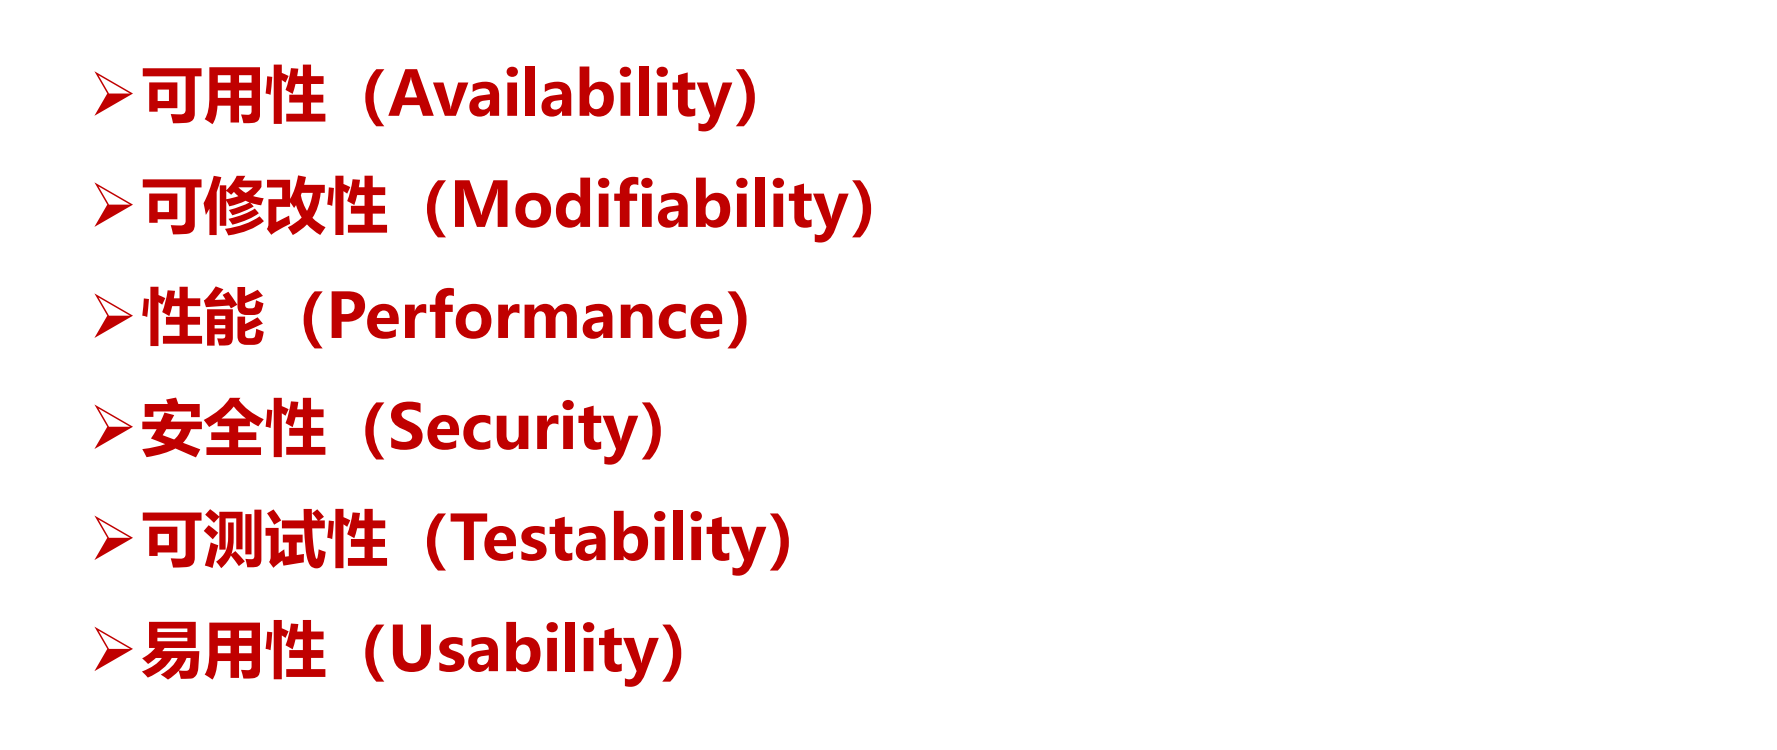 ➢可用性（Availability）
➢可修改性（Modifiability）
➢性能（Performance）
➢安全性（Security）
➢可测试性（Testability）
➢易用性（Usability）